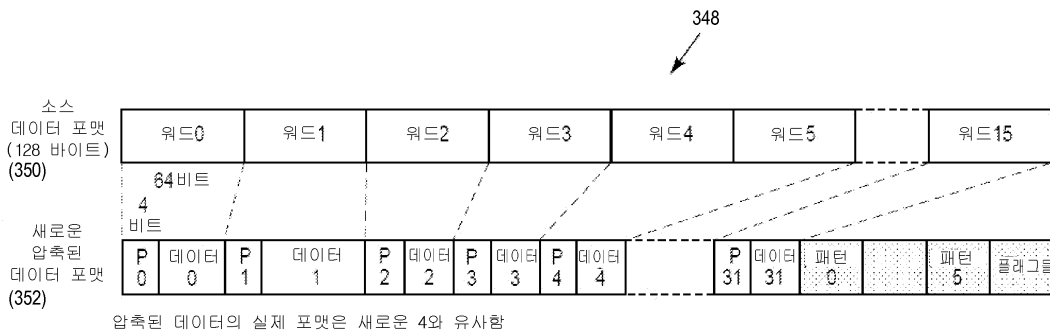 348
소스
데이터 포맷
(128 바이트)
(350)
워드0 워드1 워드2 워드3 워드4 워드5 워드15
64비트
4
비트
새로운
압축된
데이터 포맷
(352)
P 0 데이터 0 P 1 데이터 1 P 2 데이터 2 P 3 데이터 3 P 4 데이터 4 P 31 데이터 31 패턴 0 패턴 5 플래그들
압축된 데이터의 실제 포맷은 새로운 4와 유사함